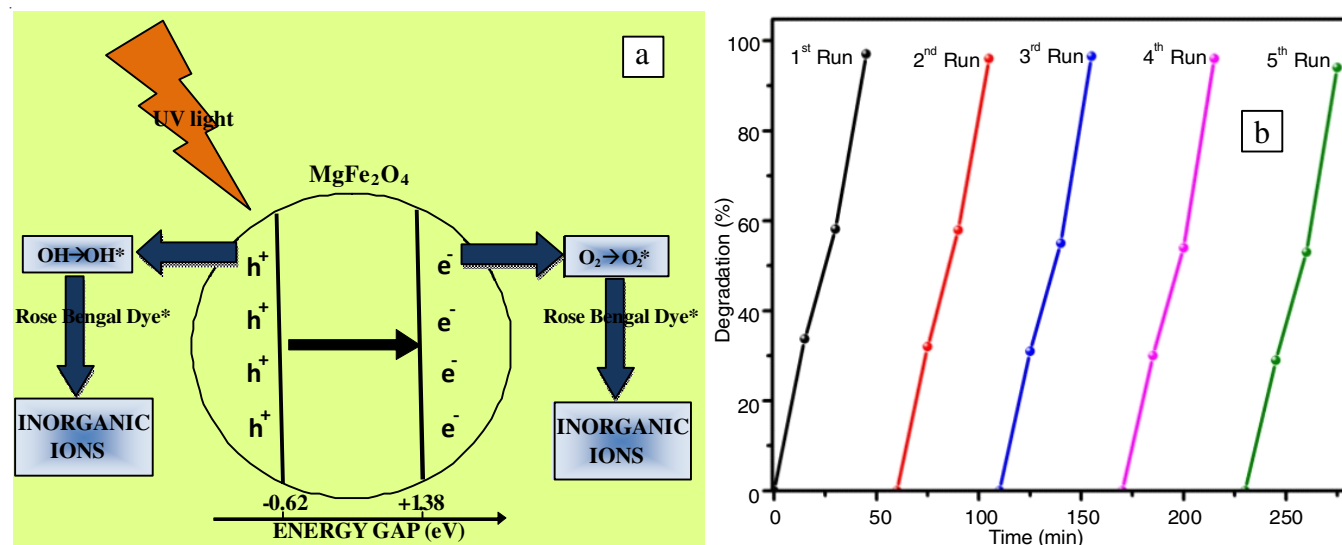 a
UV light
MgFe₂O₄
OH→OH*
h⁺
e⁻
O₂→O₂*
Rose Bengal Dye*
h⁺
e⁻
Rose Bengal Dye*
h⁺
e⁻
INORGANIC
IONS
h⁺
e⁻
INORGANIC
IONS
-0.62
+1.38
ENERGY GAP (eV)
b
1ˢᵗ Run
2ⁿᵈ Run
3ʳᵈ Run
4ᵗʰ Run
5ᵗʰ Run
Degradation (%)
100
80
60
40
20
0
0
50
100
150
200
250
Time (min)